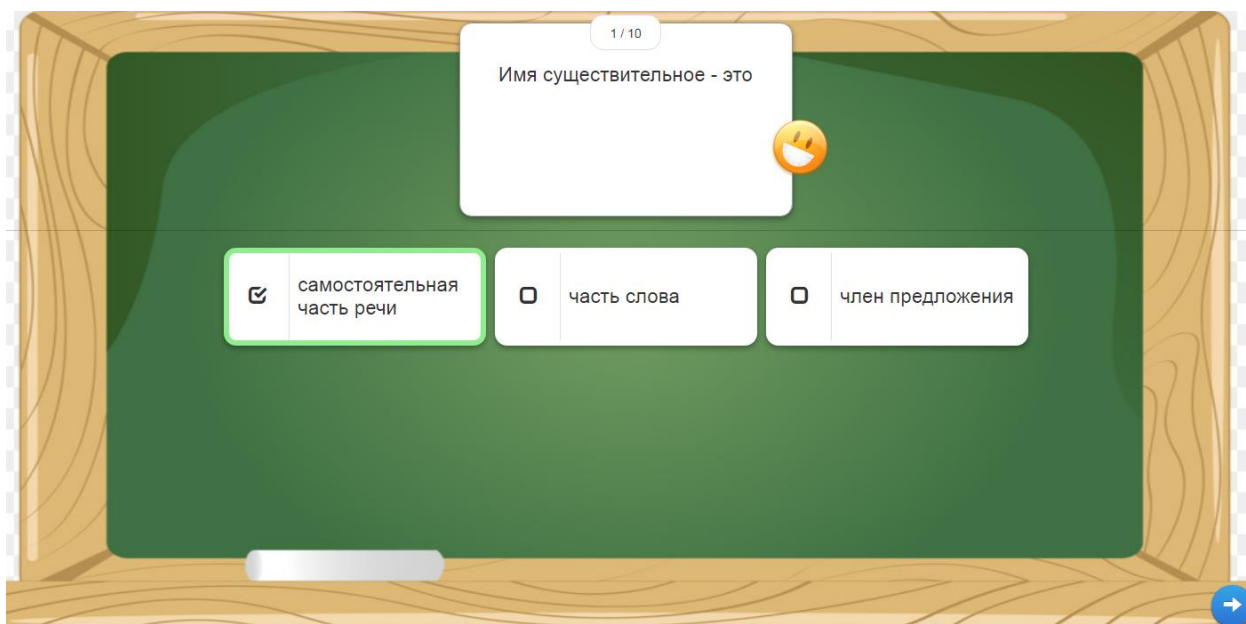 1 / 10
Имя существительное - это
самостоятельная
часть речи
часть слова
член предложения